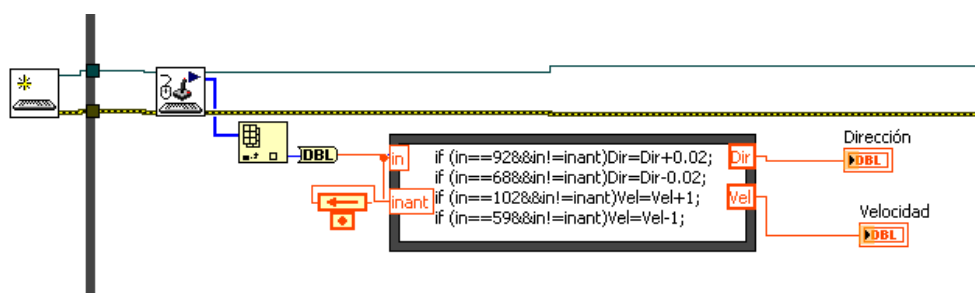 Dirección
DBL
DBL
in
inant
if (in==92&&in!=inant)Dir=Dir+0.02;
if (in==68&&in!=inant)Dir=Dir-0.02;
if (in==102&&in!=inant)Vel=Vel+1;
if (in==59&&in!=inant)Vel=Vel-1;
Dir
Vel
Velocidad
DBL